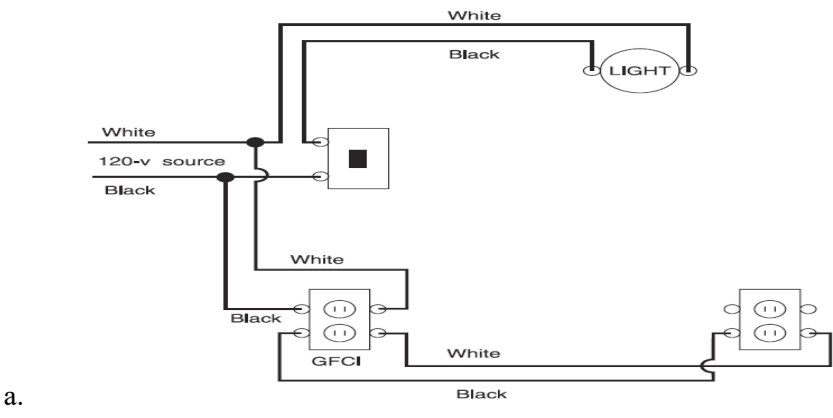 White
Black
LIGHT
White
120-v source
Black
White
Black
GFCI
White
Black
a.